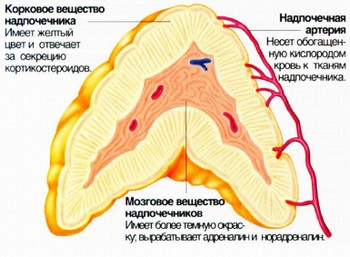 Корковое вещество
надпочечника
Имеет желтый
цвет и отвечает
за секрецию
кортикостероидов.
Надпочечная
артерия
Несет обогащен-
ную кислородом
кровь к тканям
надпочечника.
Мозговое вещество
надпочечников
Имеет более темную окрас-
ку, вырабатывает адреналин и норадреналин.